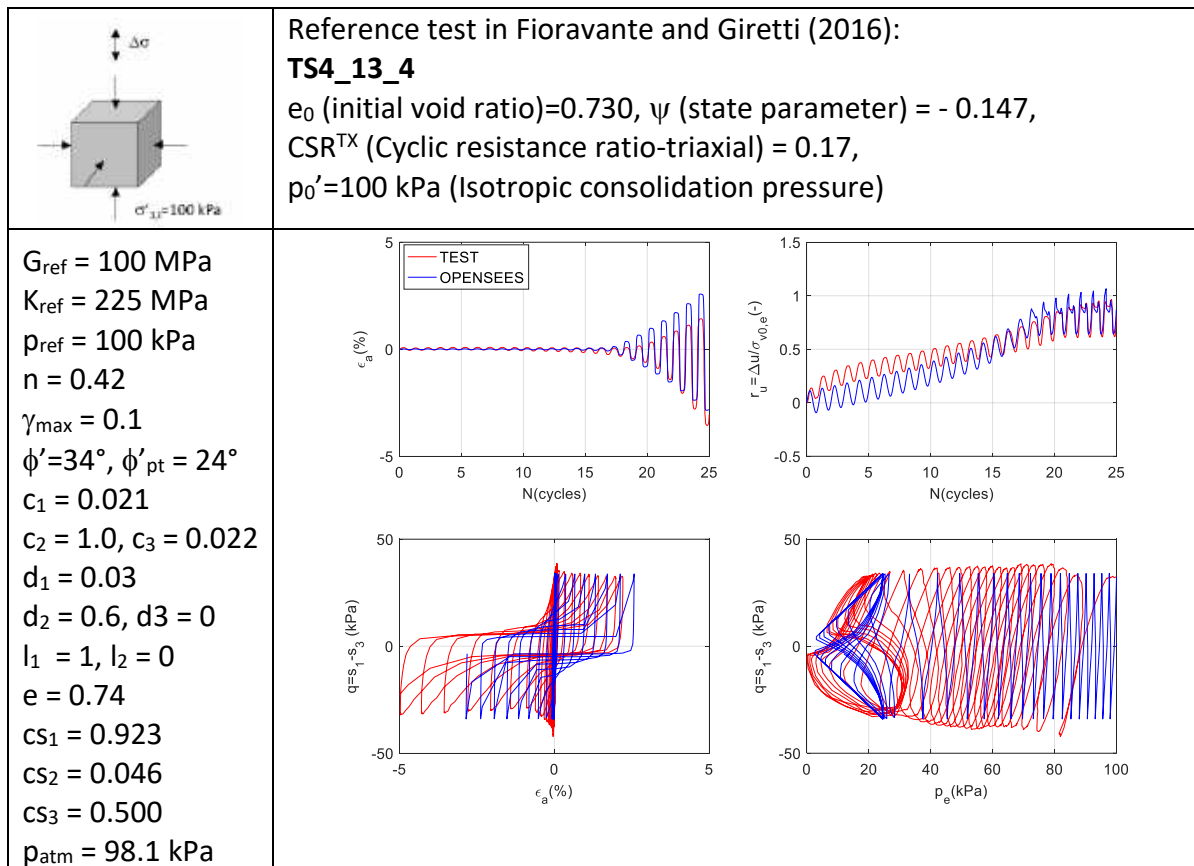 Δσ
σ'3,i=100 kPa
Reference test in Fioravante and Giretti (2016):
TS4_13_4
e0 (initial void ratio)=0.730, ψ (state parameter) = - 0.147,
CSRTX (Cyclic resistance ratio-triaxial) = 0.17,
p0'=100 kPa (Isotropic consolidation pressure)
Gref = 100 MPa
Kref = 225 MPa
pref = 100 kPa
n = 0.42
γmax = 0.1
ϕ'=34°, ϕ'pt = 24°
c1 = 0.021
c2 = 1.0, c3 = 0.022
d1 = 0.03
d2 = 0.6, d3 = 0
l1 = 1, l2 = 0
e = 0.74
cs1 = 0.923
cs2 = 0.046
cs3 = 0.500
patm = 98.1 kPa
TEST
OPENSEES
5
0
-5
ϵa(%)
0 5 10 15 20 25
N(cycles)
1.5
1
0.5
0
-0.5
ru=Δu/σv0,e(-)
0 5 10 15 20 25
N(cycles)
50
0
-50
q=s1-s3 (kPa)
-5 0 5
ϵa(%)
50
0
-50
q=s1-s3 (kPa)
0 20 40 60 80 100
pe(kPa)